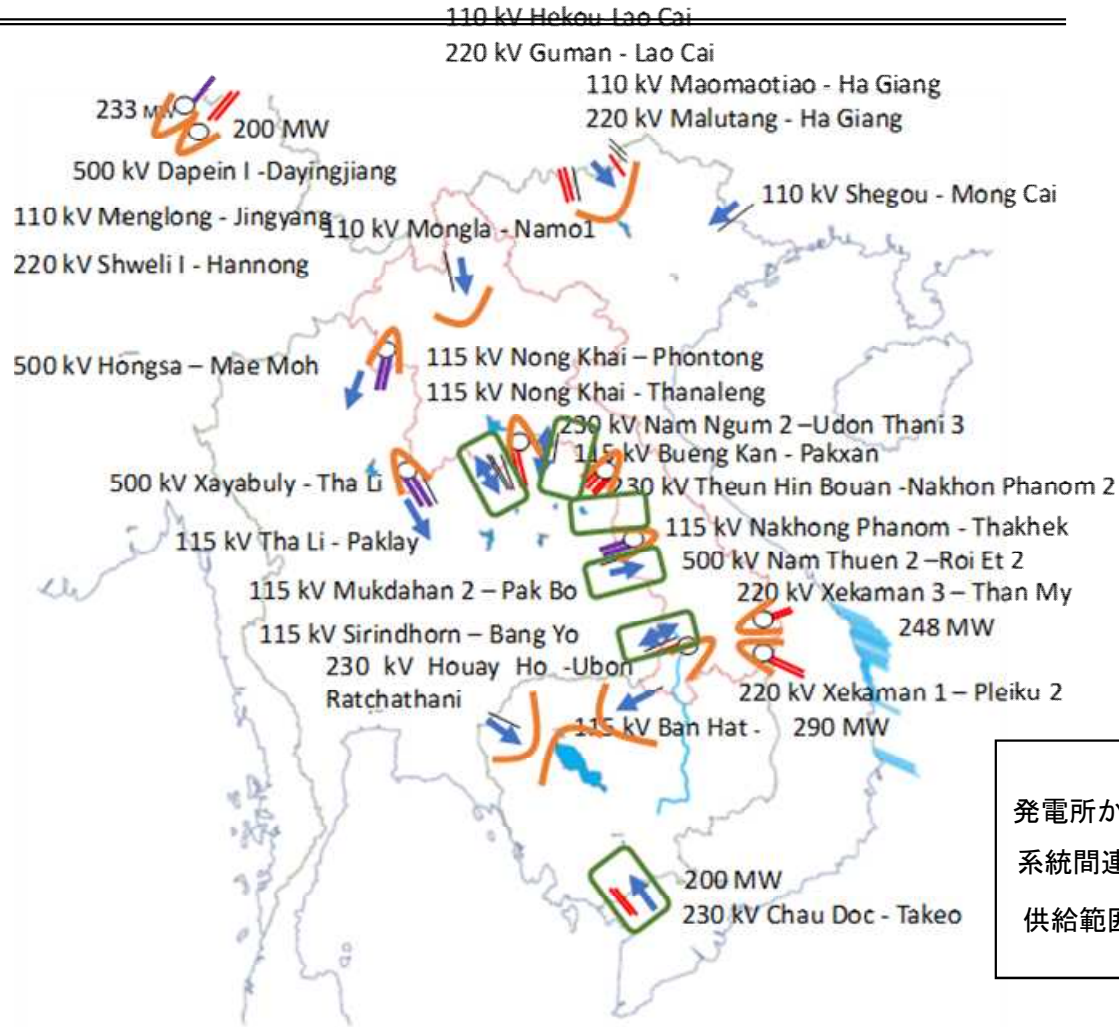 110 kV Hekou-Lao Cai
220 kV Guman - Lao Cai
110 kV Maomaotiao - Ha Giang
220 kV Malutang - Ha Giang
233 MW
200 MW
500 kV Dapein I -Dayingjiang
110 kV Shegou - Mong Cai
110 kV Menglong - Jingyang
110 kV Mongla - Namo1
220 kV Shweli I - Hannong
500 kV Hongsa – Mae Moh
115 kV Nong Khai – Phontong
115 kV Nong Khai - Thanaleng
230 kV Nam Ngum 2 –Udon Thani 3
115 kV Bueng Kan - Pakxan
500 kV Xayabuly - Tha Li
230 kV Theun Hin Bouan -Nakhon Phanom 2
115 kV Nakhong Phanom - Thakhek
115 kV Tha Li - Paklay
500 kV Nam Thuen 2 –Roi Et 2
115 kV Mukdahan 2 – Pak Bo
220 kV Xekaman 3 – Than My
248 MW
115 kV Sirindhorn – Bang Yo
230 kV Houay Ho -Ubon
Ratchathani
220 kV Xekaman 1 – Pleiku 2
115 kV Ban Hat -
290 MW
発電所か
系統間連
供給範囲
200 MW
230 kV Chau Doc - Takeo